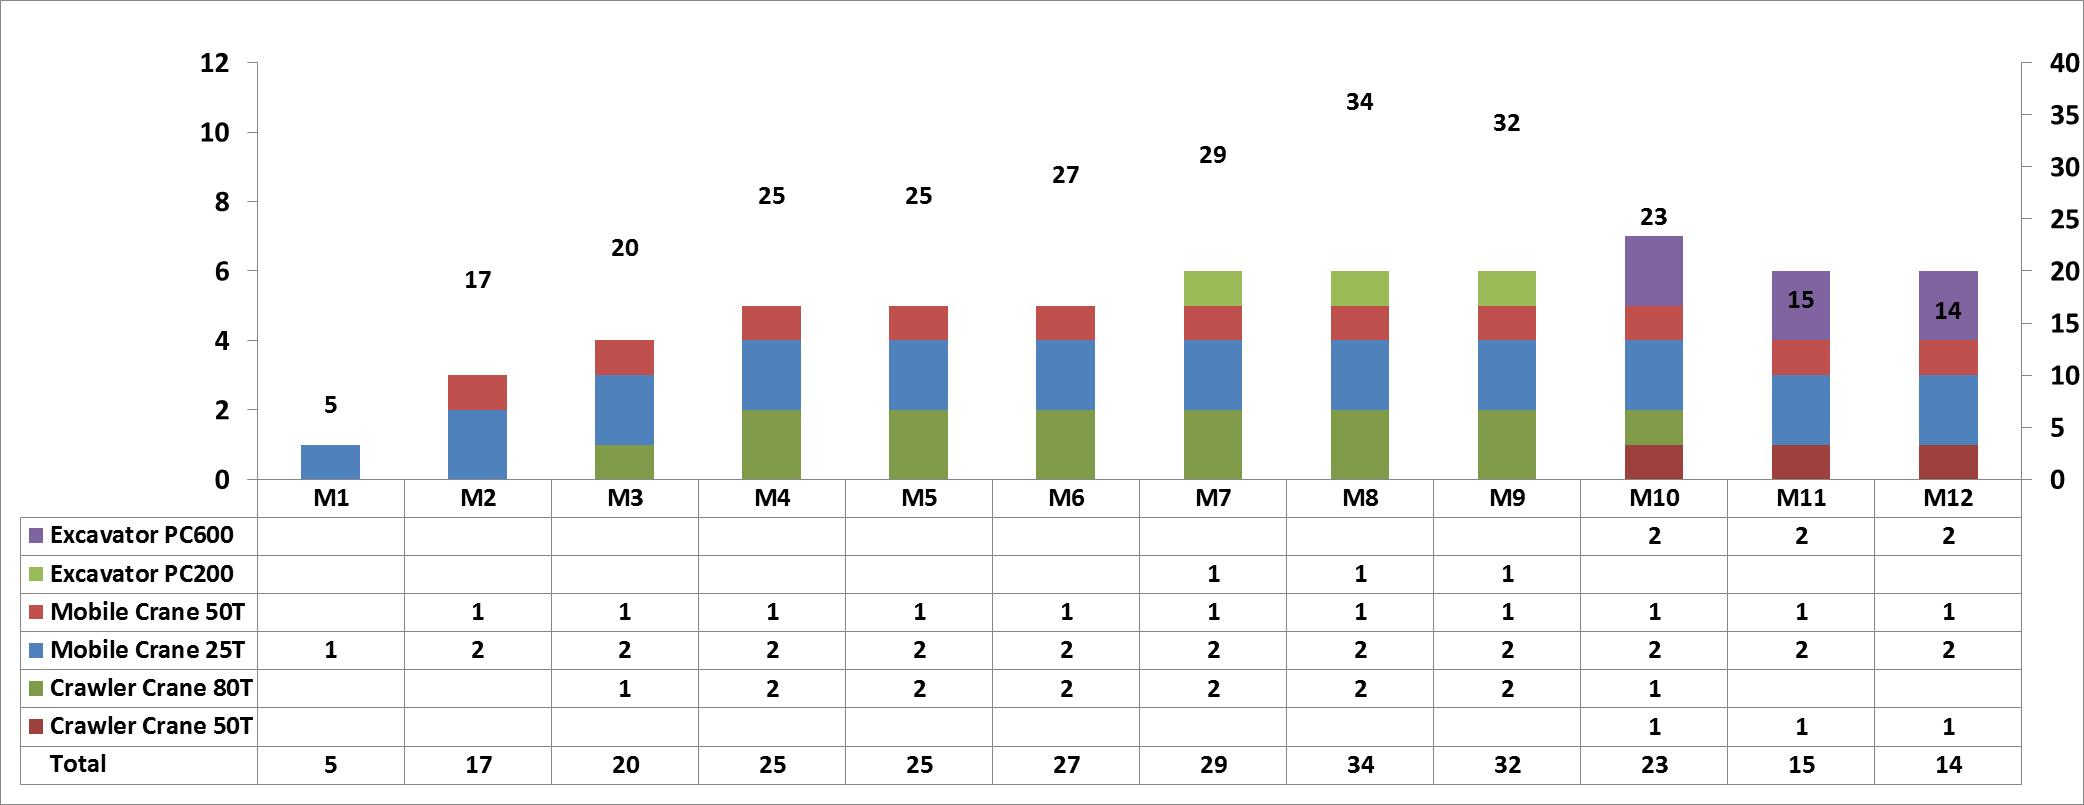 12 40
34 35
10 32
29 30
27
8 25 25 25
23
20
6 17 20
15
14 15
4
10
5
2 5
0 0
M1 M2 M3 M4 M5 M6 M7 M8 M9 M10 M11 M12
Excavator PC600 2 2 2
Excavator PC200 1 1 1
Mobile Crane 50T 1 1 1 1 1 1 1 1 1 1 1
Mobile Crane 25T 1 2 2 2 2 2 2 2 2 2 2 2
Crawler Crane 80T 1 2 2 2 2 2 2 1
Crawler Crane 50T 1 1 1
Total 5 17 20 25 25 27 29 34 32 23 15 14